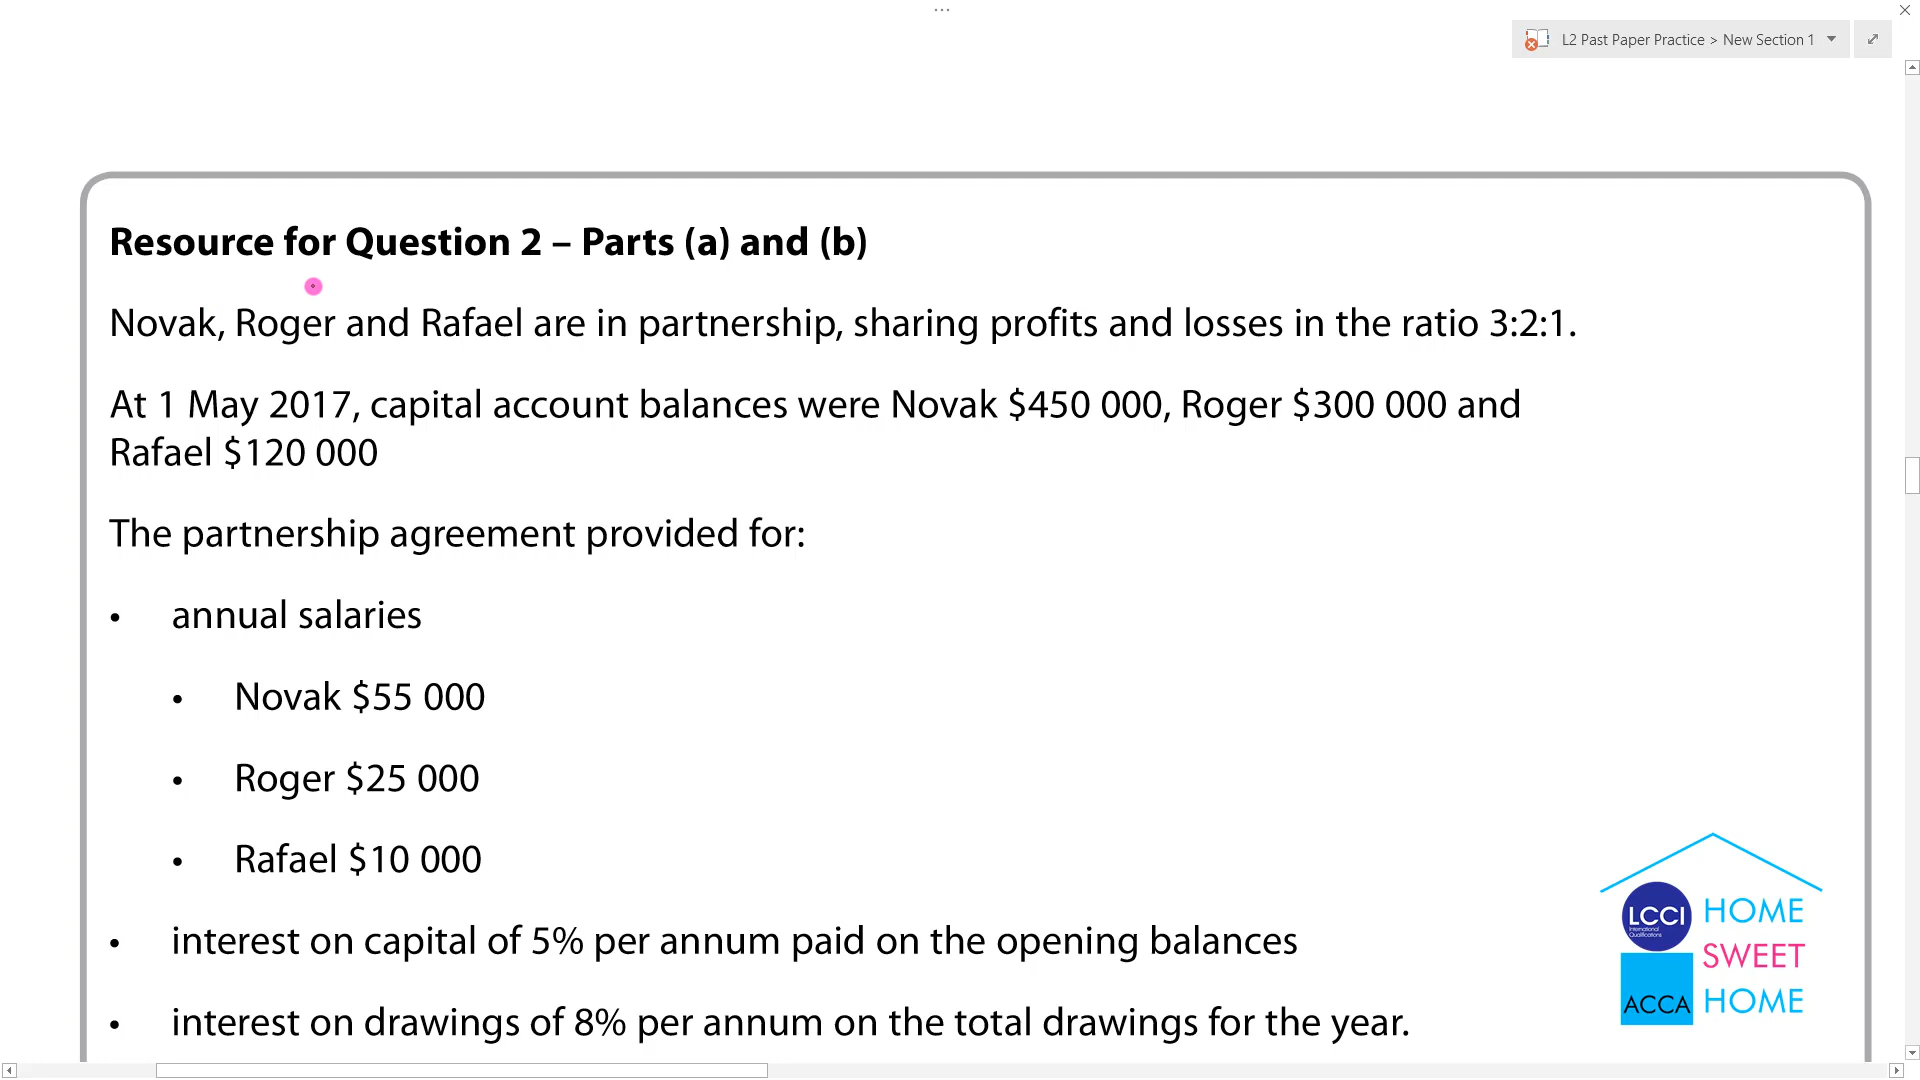 ...
L2 Past Paper Practice > New Section 1
Resource for Question 2 – Parts (a) and (b)
Novak, Roger and Rafael are in partnership, sharing profits and losses in the ratio 3:2:1.
At 1 May 2017, capital account balances were Novak $450 000, Roger $300 000 and
Rafael $120 000
The partnership agreement provided for:
• annual salaries
• Novak $55 000
• Roger $25 000
• Rafael $10 000
• interest on capital of 5% per annum paid on the opening balances
• interest on drawings of 8% per annum on the total drawings for the year.
LCCI
International
Qualifications
ACCA
HOME
SWEET
HOME